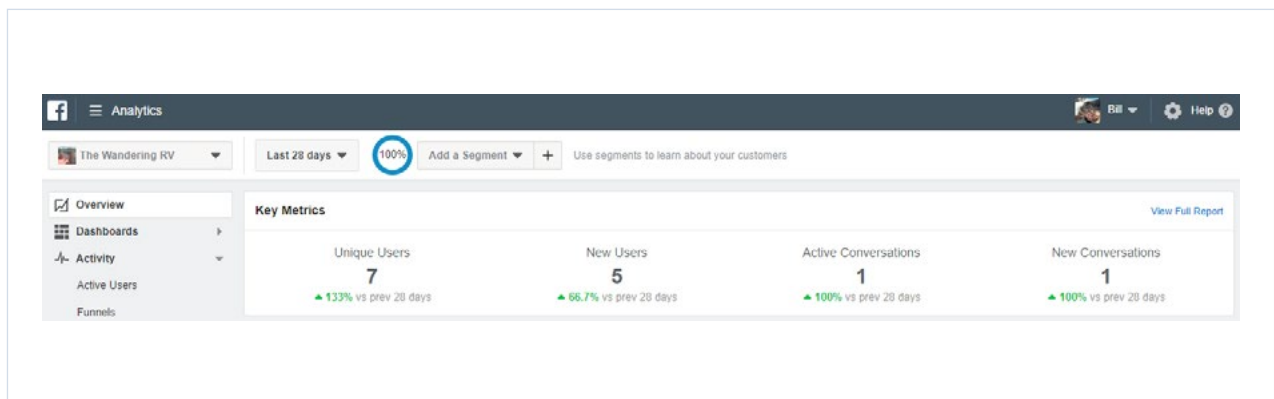 f Analytics Bill Help ?
The Wandering RV Last 28 days 100% Add a Segment + Use segments to learn about your customers
Overview
Dashboards
Activity
Active Users
Funnels
Key Metrics View Full Report
Unique Users New Users Active Conversations New Conversations
7 5 1 1
133% vs prev 28 days 66.7% vs prev 28 days 100% vs prev 28 days 100% vs prev 28 days